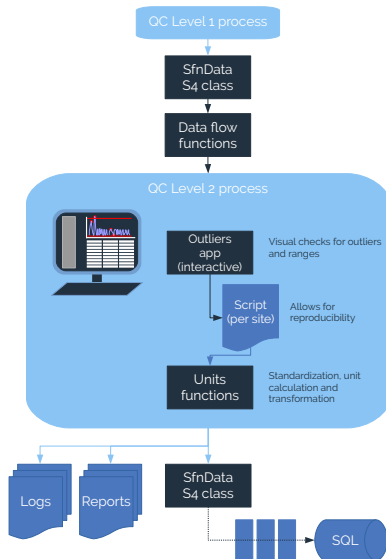 QC Level 1 process
SfnData
S4 class
Data flow
functions
QC Level 2 process
Outliers
app
(interactive)
Visual checks for outliers
and ranges
Script
(per site)
Allows for
reproducibility
Units
functions
Standardization, unit
calculation and
transformation
Logs
Reports
SfnData
S4 class
SQL